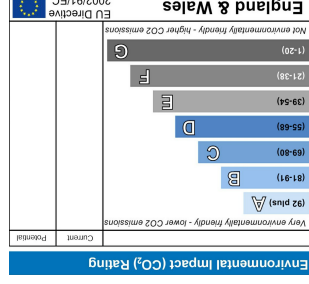 Environmental Impact (CO₂) Rating
Current Potential
Very environmentally friendly - lower CO2 emissions
(92 plus) A
(81-91) B
(69-80) C
(55-68) D
(39-54) E
(21-38) F
(1-20) G
Not environmentally friendly - higher CO2 emissions
England & Wales
EU Directive
2002/91/EC